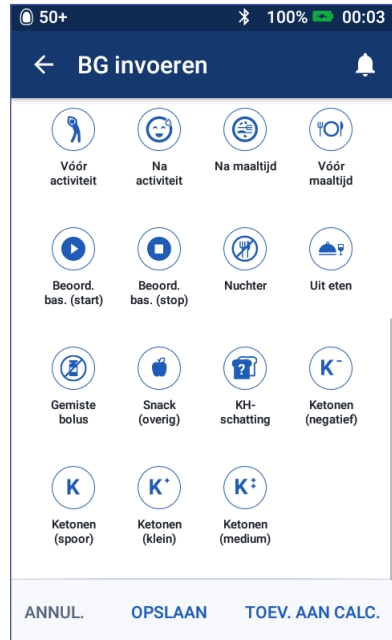 50+ 100% 00:03
BG invoeren
Vóór activiteit
Na activiteit
Na maaltijd
Vóór maaltijd
Beoord. bas. (start)
Beoord. bas. (stop)
Nuchter
Uit eten
Gemiste bolus
Snack (overig)
?
KH-schatting
K-
Ketonen (negatief)
K
Ketonen (spoor)
K+
Ketonen (klein)
K‡
Ketonen (medium)
ANNUL. OPSLAAN TOEV. AAN CALC.